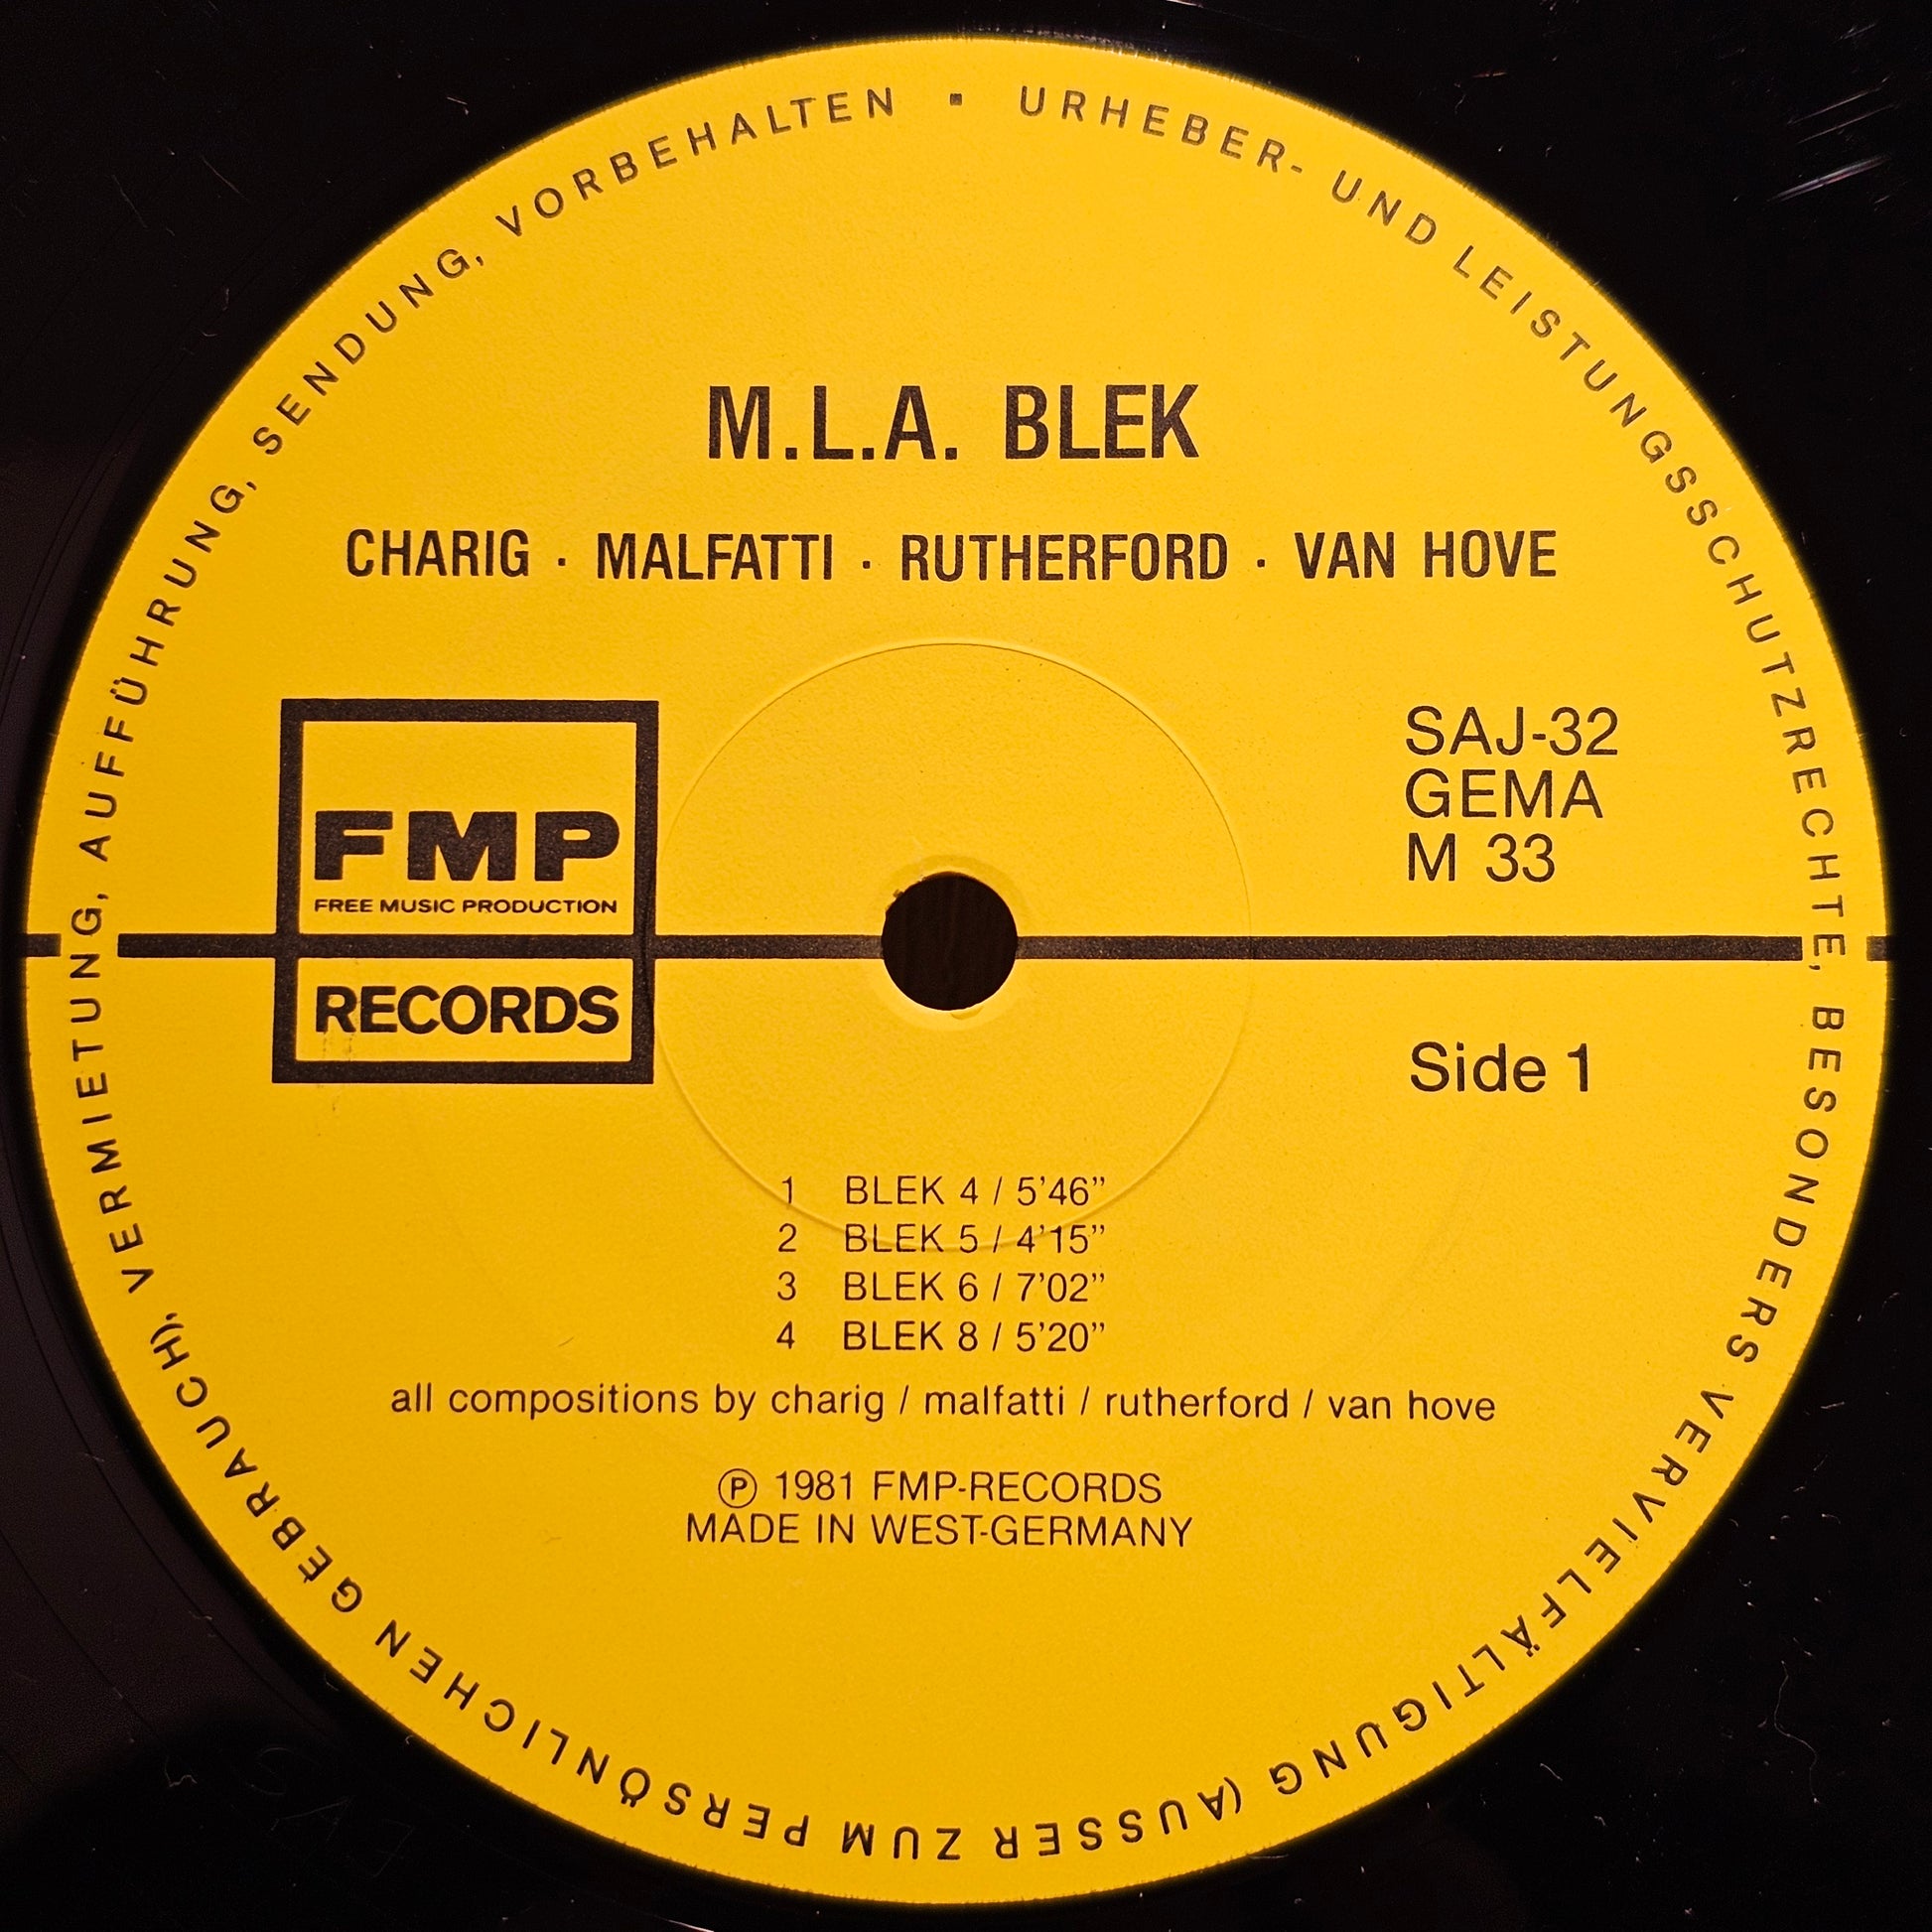 URHEBER- UND LEISTUNGSSCHUTZRECHTE, BESONDERS VERVIELFÄLTIGUNG (AUSSER ZUM PERSÖNLICHEN GEBRAUCH), VERMIETUNG, AUFFÜHRUNG, SENDUNG, VORBEHALTEN ▪
M.L.A. BLEK
CHARIG · MALFATTI · RUTHERFORD · VAN HOVE
FMP
FREE MUSIC PRODUCTION
RECORDS
SAJ-32
GEMA
M 33
Side 1
1 BLEK 4 / 5’46”
2 BLEK 5 / 4’15”
3 BLEK 6 / 7’02”
4 BLEK 8 / 5’20”
all compositions by charig / malfatti / rutherford / van hove
℗ 1981 FMP-RECORDS
MADE IN WEST-GERMANY